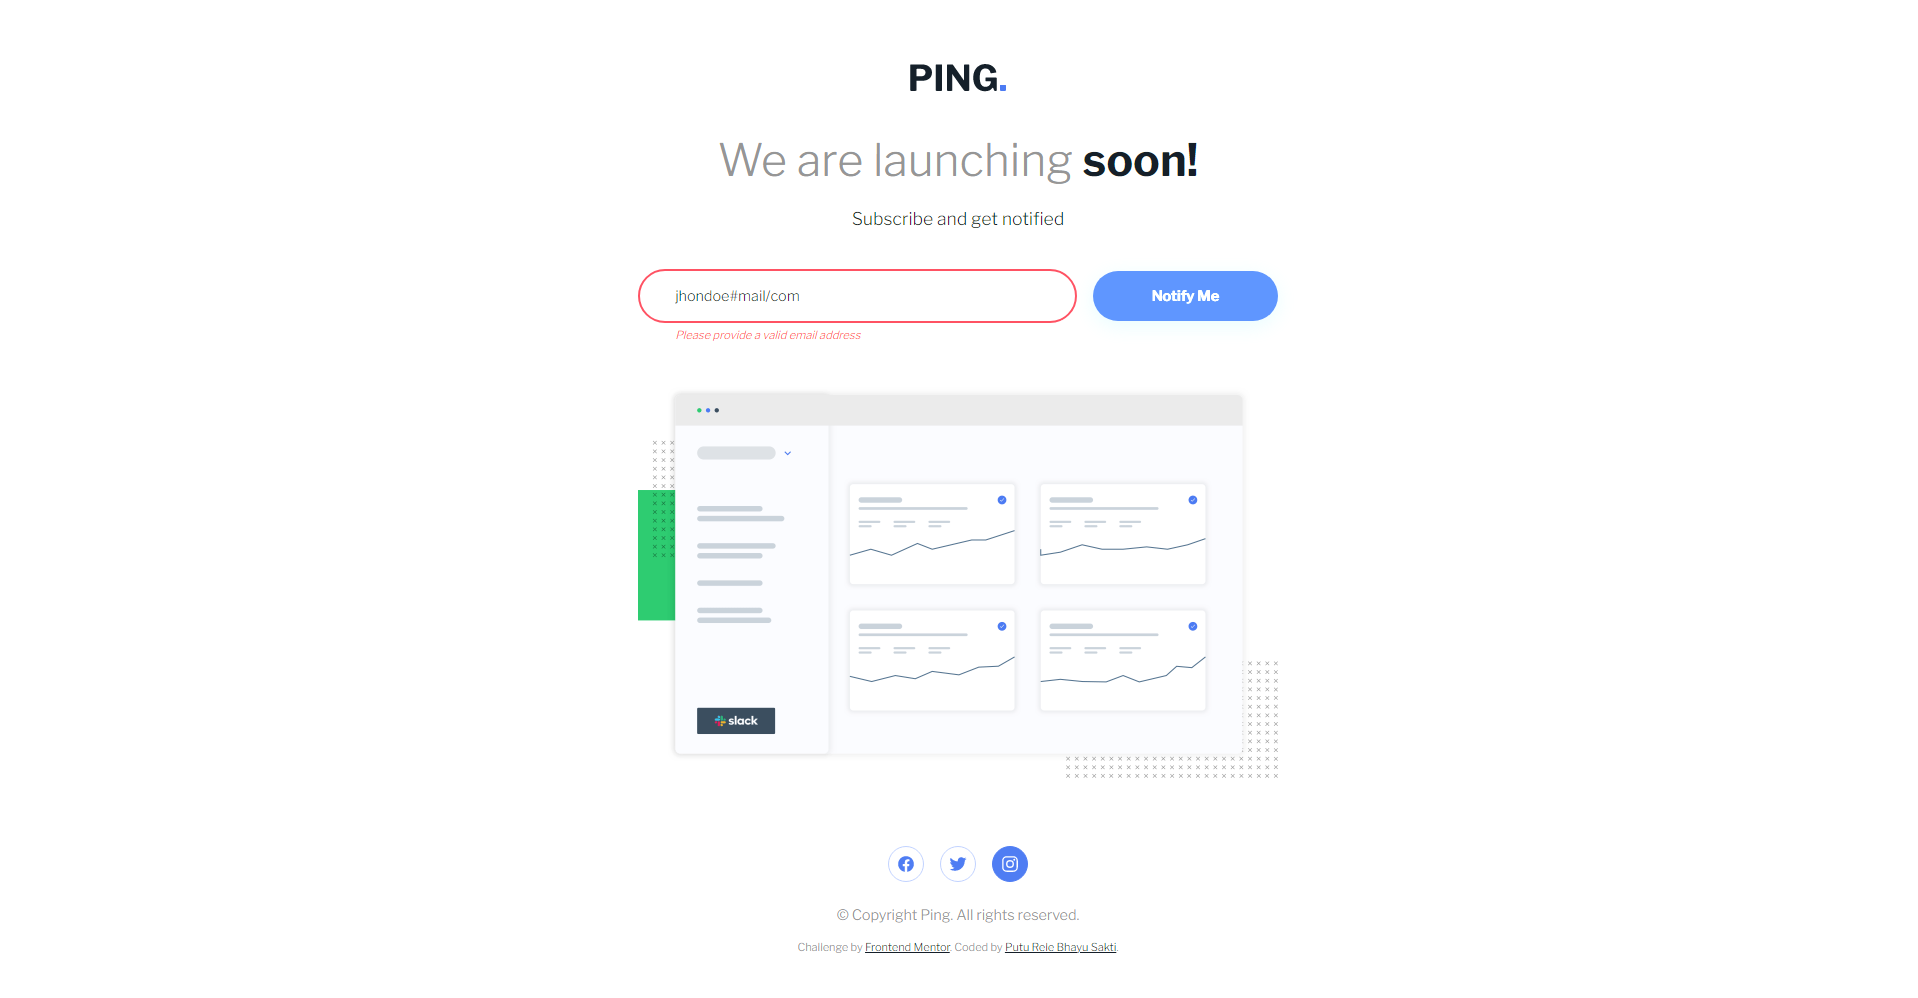 PING.
We are launching soon!
Subscribe and get notified
jhondoe#mail/com
Notify Me
Please provide a valid email address
slack
© Copyright Ping. All rights reserved.
Challenge by Frontend Mentor. Coded by Putu Reie Bhayu Sakti.